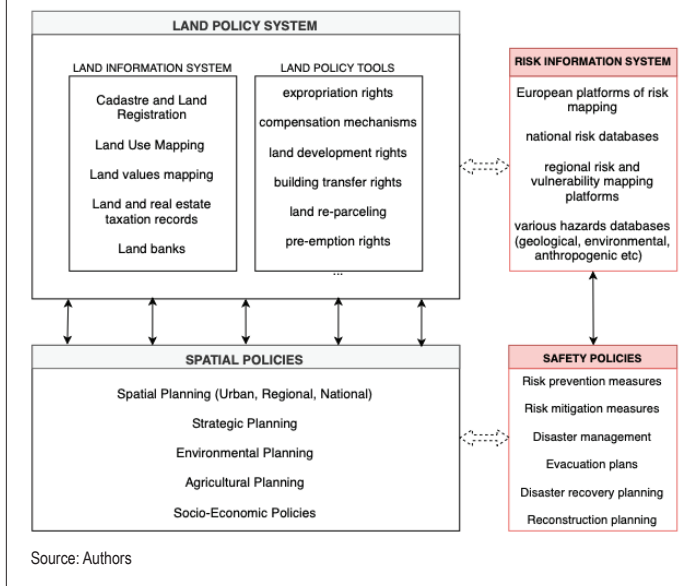 LAND POLICY SYSTEM
LAND INFORMATION SYSTEM
Cadastre and Land
Registration
Land Use Mapping
Land values mapping
Land and real estate
taxation records
Land banks
LAND POLICY TOOLS
expropriation rights
compensation mechanisms
land development rights
building transfer rights
land re-parceling
pre-emption rights
...
RISK INFORMATION SYSTEM
European platforms of risk
mapping
national risk databases
regional risk and
vulnerability mapping
platforms
various hazards databases
(geological, environmental,
anthropogenic etc)
SPATIAL POLICIES
Spatial Planning (Urban, Regional, National)
Strategic Planning
Environmental Planning
Agricultural Planning
Socio-Economic Policies
SAFETY POLICIES
Risk prevention measures
Risk mitigation measures
Disaster management
Evacuation plans
Disaster recovery planning
Reconstruction planning
Source: Authors